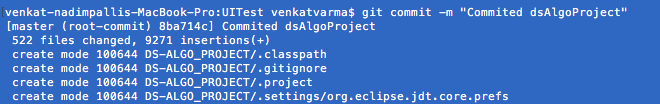 venkat-nadimpallis-MacBook-Pro:UITest venkatvarma$ git commit -m "Commited dsAlgoProject"
[master (root-commit) 8ba714c] Commited dsAlgoProject
 522 files changed, 9271 insertions(+)
 create mode 100644 DS-ALGO_PROJECT/.classpath
 create mode 100644 DS-ALGO_PROJECT/.gitignore
 create mode 100644 DS-ALGO_PROJECT/.project
 create mode 100644 DS-ALGO_PROJECT/.settings/org.eclipse.jdt.core.prefs